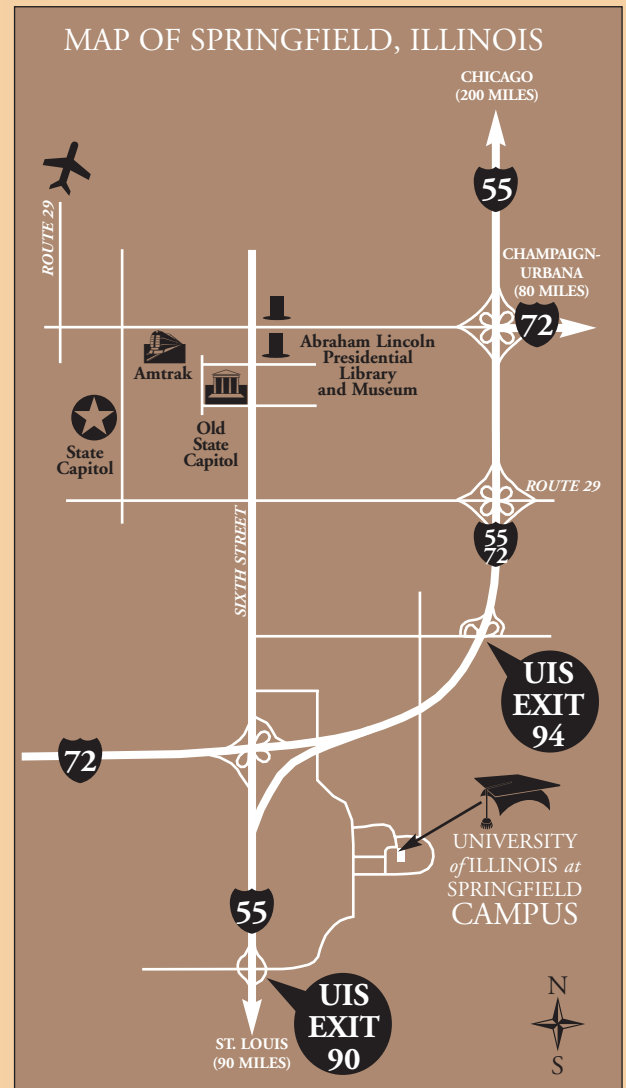 MAP OF SPRINGFIELD, ILLINOIS
CHICAGO
(200 MILES)
55
ROUTE 29
CHAMPAIGN-
URBANA
(80 MILES)
72
Abraham Lincoln
Presidential
Library
and Museum
Amtrak
State
Capitol
Old
State
Capitol
ROUTE 29
55
72
SIXTH STREET
UIS
EXIT
94
72
UNIVERSITY
of ILLINOIS at
SPRINGFIELD
CAMPUS
55
UIS
EXIT
90
ST. LOUIS
(90 MILES)
N
S